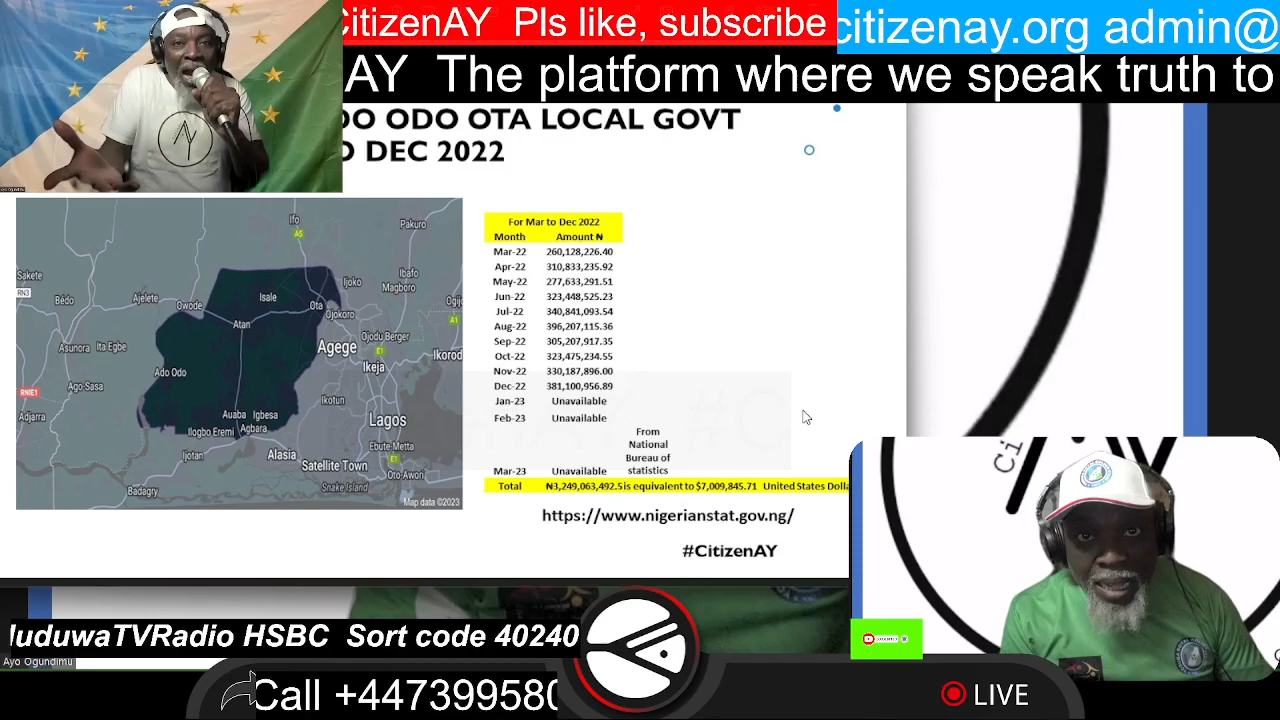 CitizenAY Pls like, subscribe
citizenay.org admin@
AY The platform where we speak truth to
DO ODO OTA LOCAL GOVT
O DEC 2022
For Mar to Dec 2022
Month Amount ₦
Mar-22 260,128,226.40
Apr-22 310,833,235.92
May-22 277,633,291.51
Jun-22 323,448,525.23
Jul-22 340,841,093.54
Aug-22 396,207,115.36
Sep-22 305,207,917.35
Oct-22 323,475,234.55
Nov-22 330,187,896.00
Dec-22 381,100,956.89
Jan-23 Unavailable
Feb-23 Unavailable
From
National
Bureau of
statistics
Mar-23 Unavailable
Total ₦3,249,063,492.5 is equivalent to $7,009,845.71 United States Dolla
https://www.nigerianstat.gov.ng/
#CitizenAY
Ifo
A5
Pakuro
Sakete
RN3
Ibafo
Magboro
Ijoko
Bédo
Ajelete
Owode
Isale
Ota
Ojokoro
Ogij
A1
Atan
Asunora
Ita Egbe
Ojodu Berger
E1
Agege
Ikeja
Ikorod
Ado Odo
Ago-Sasa
RNIE1
Adjarra
Ikotun
Auaba
Igbesa
Lagos
Ilogbo Eremi
Agbara
Ebute-Metta
E1
Ijotan
Alasia
Satellite Town
Oto Awori
Badagry
Snake Island
Map data ©2023
Ci
luduwaTVRadio HSBC Sort code 40240
Ayo Ogundimu
Call +447399580
LIVE